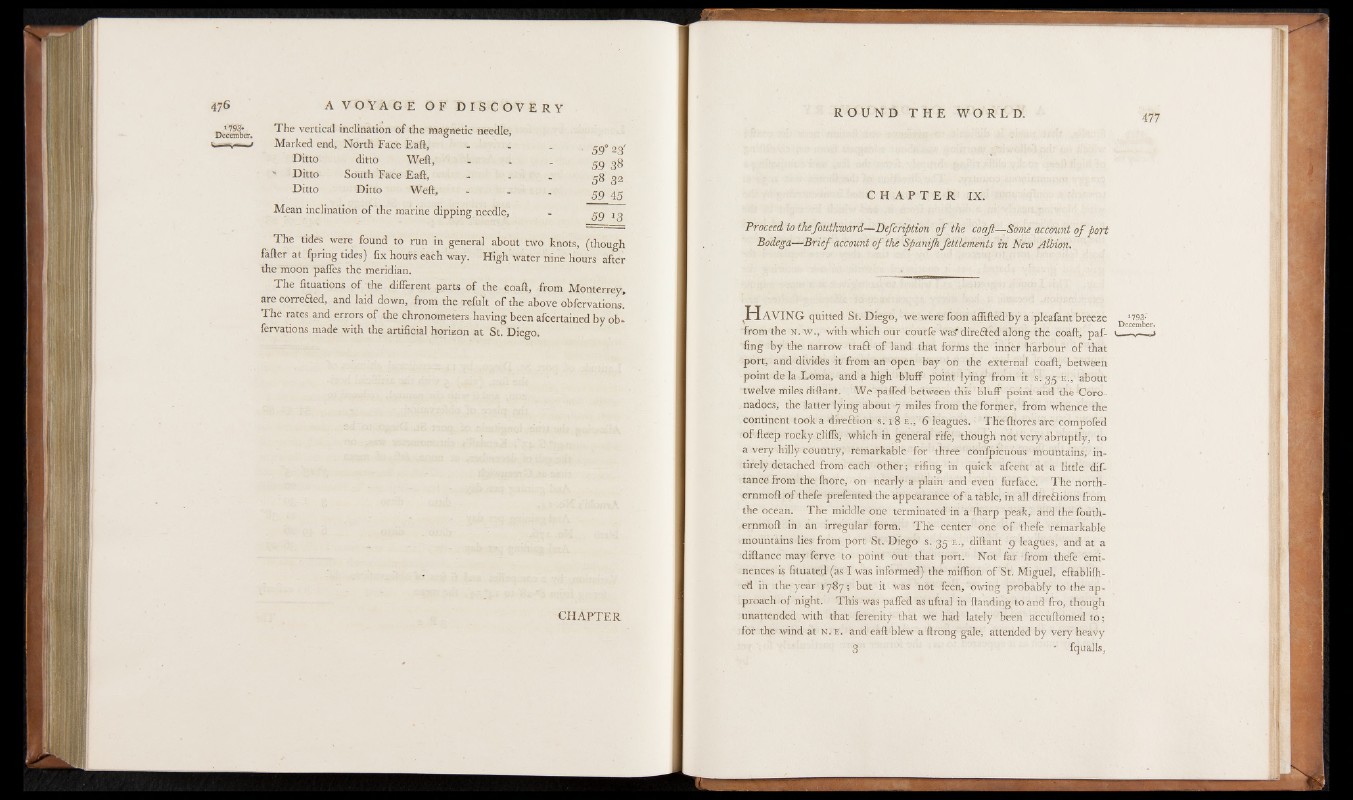 476
A VOYAGE OF DISCOVERY
1793.
December.
The vertical inclination of the magnetic needle,
Marked end, North Face Eaſt, - - - 59° 23′
Ditto ditto Weſt, - - - 59 38
Ditto South Face Eaſt, - - - 58 32
Ditto Ditto Weſt, - - - 59 45
Mean inclination of the marine dipping needle, - 59 13
The tides were found to run in general about two knots, (though
faſter at ſpring tides) ſix hours each way. High water nine hours after
the moon paſſes the meridian.
The ſituations of the different parts of the coaſt, from Monterrey,
are corrected, and laid down, from the reſult of the above obſervations.
The rates and errors of the chronometers having been aſcertained by ob-
ſervations made with the artificial horizon at St. Diego.
CHAPTER
ROUND THE WORLD.
477
CHAPTER IX.
Proceed to the ſouthward—Deſcription of the coaſt—Some account of port
Bodega—Brief account of the Spaniſh ſettlements in New Albion.
HAVING quitted St. Diego, we were ſoon aſſiſted by a pleaſant breeze
1793.
December.
from the N. W., with which our courſe was directed along the coaſt, paſ-
ſing by the narrow tract of land that forms the inner harbour of that
port, and divides it from an open bay on the external coaſt, between
point de la Loma, and a high bluff point lying from it S. 35 E., about
twelve miles diſtant. We paſſed between this bluff point and the Coro-
nadoes, the latter lying about 7 miles from the former, from whence the
continent took a direction S. 18 E., 6 leagues. The ſhores are compoſed
of ſteep rocky cliffs, which in general riſe, though not very abruptly, to
a very hilly country, remarkable for three conſpicuous mountains, in-
tirely detached from each other; riſing in quick aſcent at a little diſ-
tance from the ſhore, on nearly a plain and even ſurface. The north-
ernmoſt of theſe preſented the appearance of a table, in all directions from
the ocean. The middle one terminated in a ſharp peak, and the ſouth-
ernmoſt in an irregular form. The center one of theſe remarkable
mountains lies from port St. Diego S. 35 E., diſtant 9 leagues, and at a
diſtance may ſerve to point out that port. Not far from theſe emi-
nences is ſituated (as I was informed) the miſſion of St. Miguel, eſtabliſh-
ed in the year 1787; but it was not ſeen, owing probably to the ap-
proach of night. This was paſſed as uſual in ſtanding to and fro, though
unattended with that ſerenity that we had lately been accuſtomed to;
for the wind at N. E. and eaſt blew a ſtrong gale, attended by very heavy
3 ſqualls,